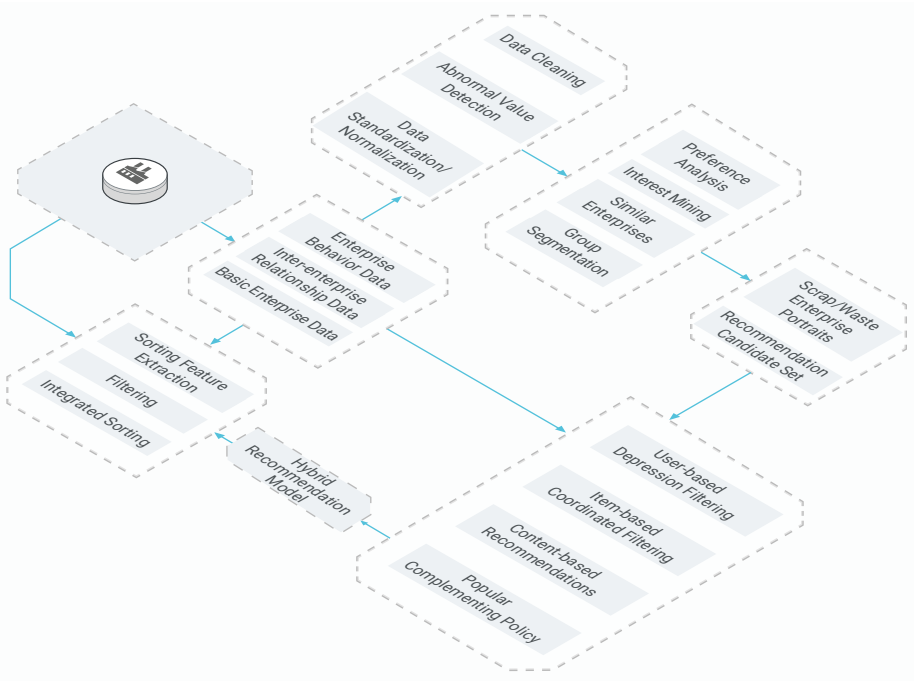 Data Cleaning
Abnormal Value
Detection
Data
Standardization/
Normalization
Preference
Analysis
Interest Mining
Similar
Enterprises
Group
Segmentation
Enterprise
Behavior Data
Inter-enterprise
Relationship Data
Basic Enterprise Data
Scrap/Waste
Enterprise
Portraits
Recommendation
Candidate Set
Sorting Feature
Extraction
Filtering
Integrated Sorting
Hybrid
Recommendation
Model
User-based
Depression Filtering
Item-based
Coordinated Filtering
Content-based
Recommendations
Popular
Complementing Policy